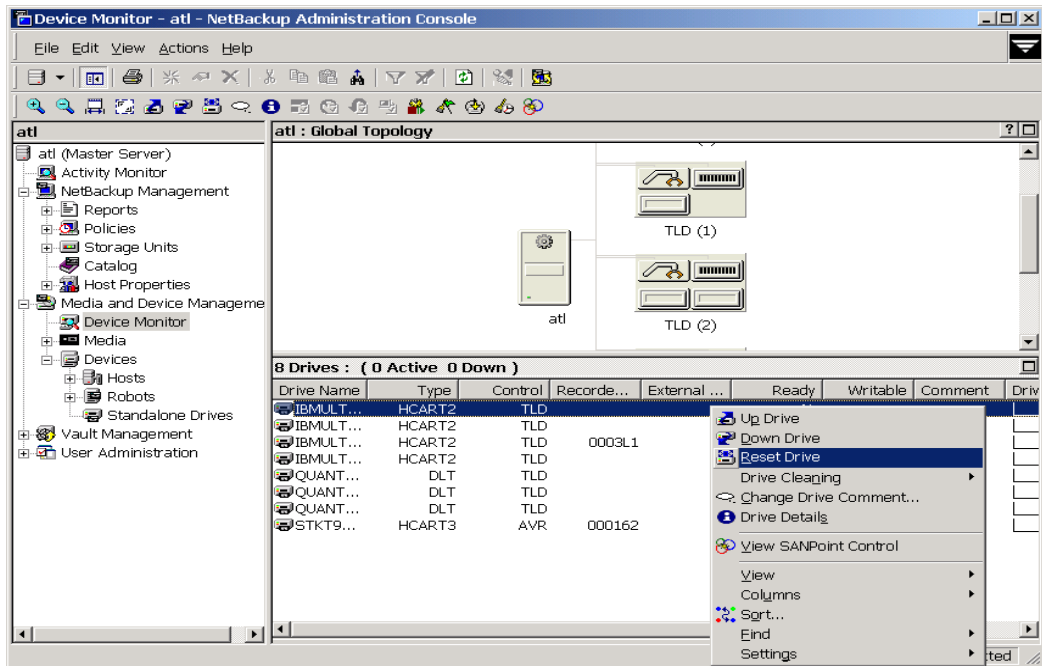 Device Monitor - atl - NetBackup Administration Console
File Edit View Actions Help
atl
atl : Global Topology
atl (Master Server)
Activity Monitor
NetBackup Management
Reports
Policies
Storage Units
Catalog
Host Properties
Media and Device Manageme
Device Monitor
Media
Devices
Hosts
Robots
Standalone Drives
Vault Management
User Administration
TLD (1)
atl
TLD (2)
8 Drives : ( 0 Active 0 Down )
Drive Name Type Control Recorde... External ... Ready Writable Comment Driv
IBMULT... HCART2 TLD
IBMULT... HCART2 TLD
IBMULT... HCART2 TLD 0003L1
IBMULT... HCART2 TLD
QUANT... DLT TLD
QUANT... DLT TLD
QUANT... DLT TLD
STKT9... HCART3 AVR 000162
Up Drive
Down Drive
Reset Drive
Drive Cleaning
Change Drive Comment...
Drive Details
View SANPoint Control
View
Columns
Sort...
Find
Settings
cted